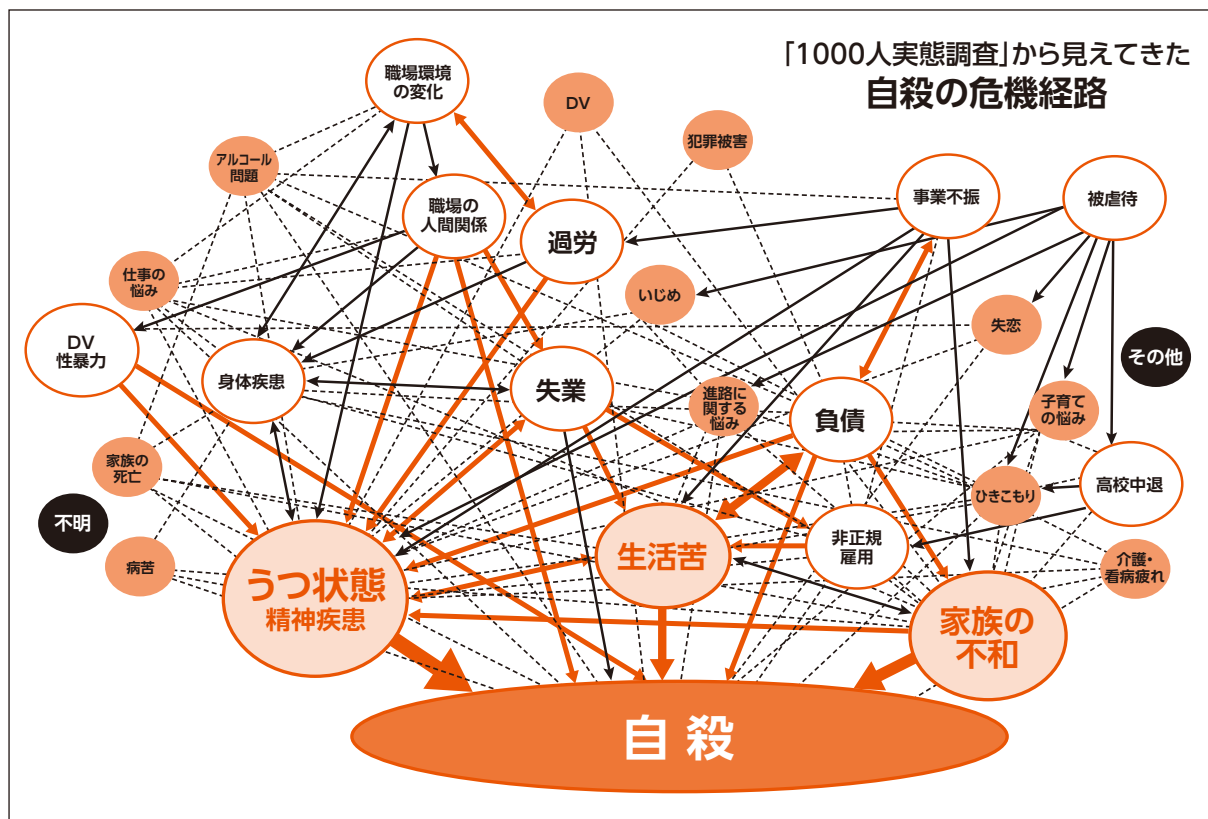 「1000人実態調査」から見えてきた
自殺の危機経路
職場環境
の変化
DV
犯罪被害
アルコール
問題
職場の
人間関係
過労
事業不振
被虐待
仕事の
悩み
いじめ
失恋
DV
性暴力
その他
身体疾患
失業
進路に
関する
悩み
負債
子育て
の悩み
家族の
死亡
ひきこもり
高校中退
不明
病苦
うつ状態
精神疾患
生活苦
非正規
雇用
介護・
看病疲れ
家族の
不和
自殺